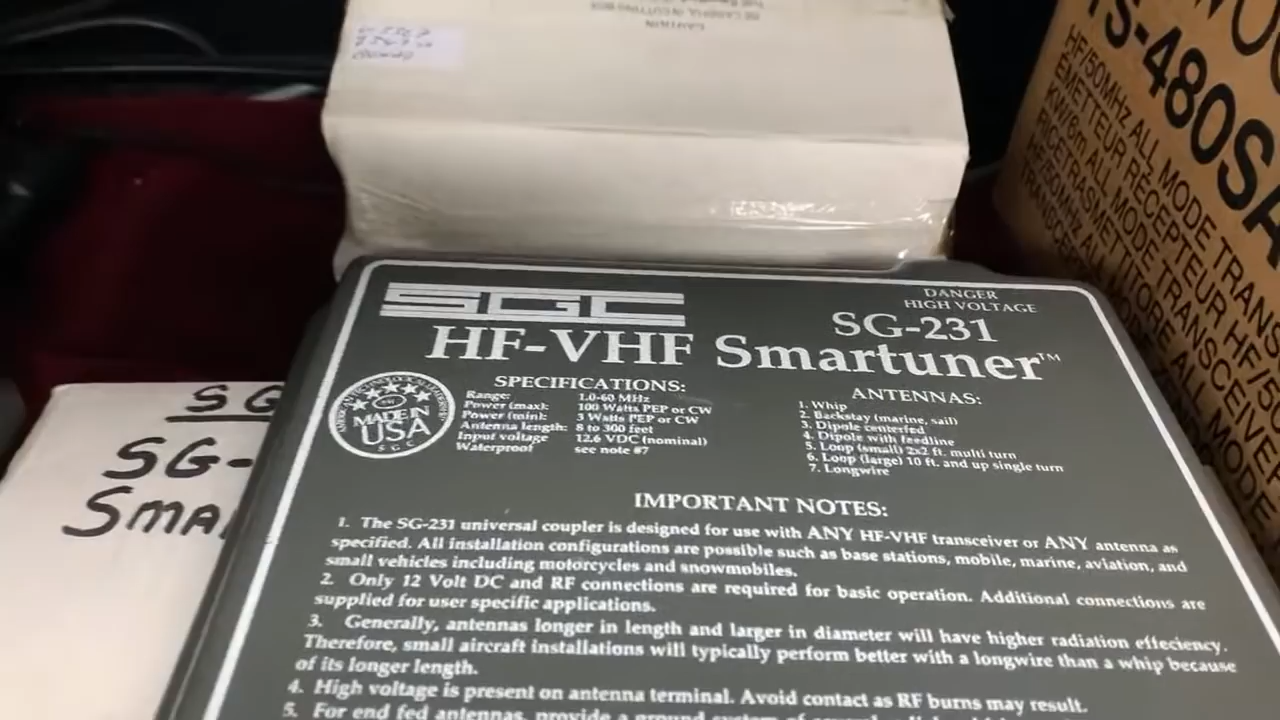 SGC
DANGER
HIGH VOLTAGE
SG-231
HF-VHF Smartuner™
MADE IN
USA
SGC
SPECIFICATIONS:
Range: 1.0-60 MHz
Power (max): 100 Watts PEP or CW
Power (min): 3 Watts PEP or CW
Antenna length: 8 to 300 feet
Input voltage 12.6 VDC (nominal)
Waterproof see note #7
ANTENNAS:
1. Whip
2. Backstay (marine, sail)
3. Dipole centerfed
4. Dipole with feedline
5. Loop (small) 2x2 ft. multi turn
6. Loop (large) 10 ft. and up single turn
7. Longwire
IMPORTANT NOTES:
1. The SG-231 universal coupler is designed for use with ANY HF-VHF transceiver or ANY antenna as
specified. All installation configurations are possible such as base stations, mobile, marine, aviation, and
small vehicles including motorcycles and snowmobiles.
2. Only 12 Volt DC and RF connections are required for basic operation. Additional connections are
supplied for user specific applications.
3. Generally, antennas longer in length and larger in diameter will have higher radiation effeciency.
Therefore, small aircraft installations will typically perform better with a longwire than a whip because
of its longer length.
4. High voltage is present on antenna terminal. Avoid contact as RF burns may result.
5. For end fed antennas, provide a ground system of
SG
SG-
SMA
TS-480SA
HF/50MHz ALL MODE TRANS
EMETTEUR RECEPTEUR HF/50
KW/6m ALL MODE TRANSCEIVER
RICETRASMETTITORE ALL MODE
HF/50MHz ALL MODE